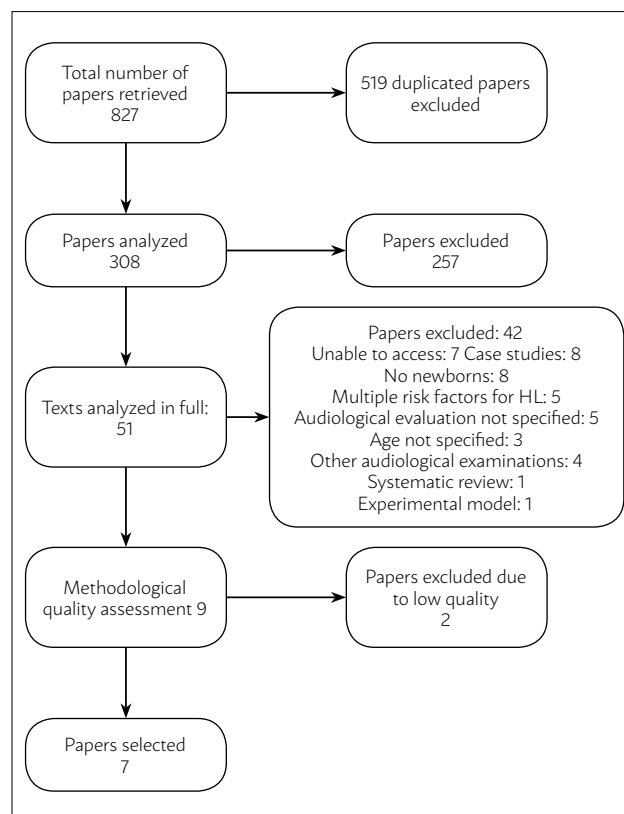 Total number of
papers retrieved
827
519 duplicated papers
excluded
Papers analyzed
308
Papers excluded
257
Texts analyzed in full:
51
Papers excluded: 42
Unable to access: 7 Case studies: 8
No newborns: 8
Multiple risk factors for HL: 5
Audiological evaluation not specified: 5
Age not specified: 3
Other audiological examinations: 4
Systematic review: 1
Experimental model: 1
Methodological
quality assessment 9
Papers excluded due
to low quality
2
Papers selected
7